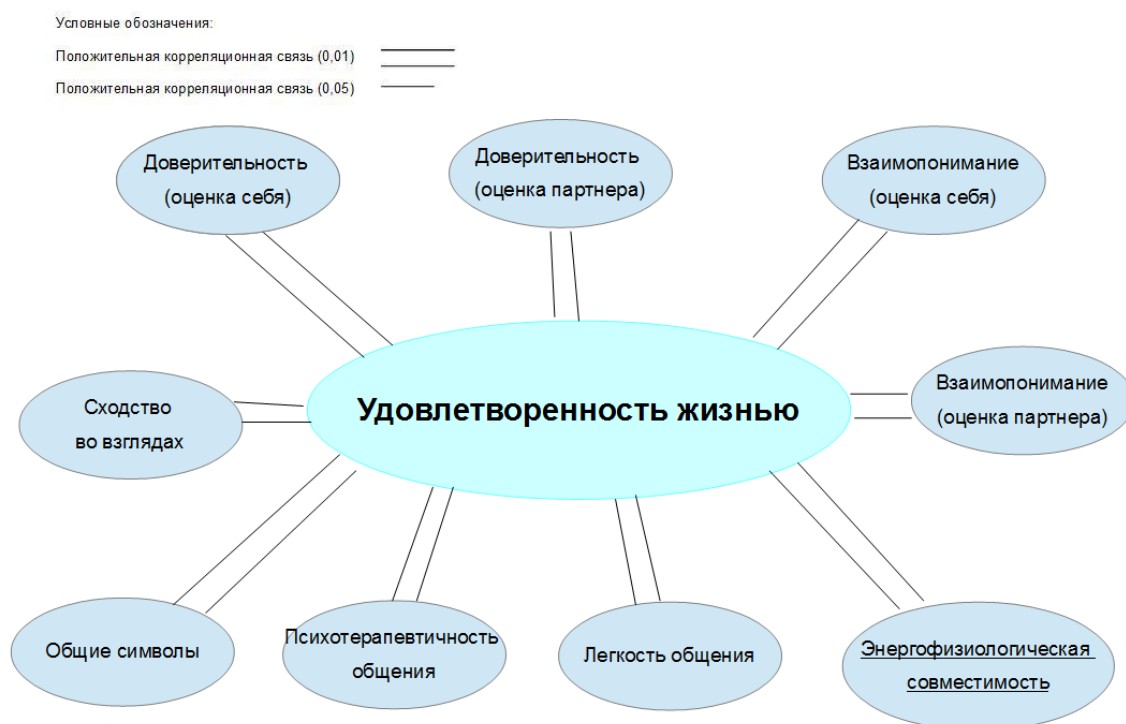 Условные обозначения:
Положительная корреляционная связь (0,01)
Положительная корреляционная связь (0,05)
Доверительность
(оценка себя)
Доверительность
(оценка партнера)
Взаимопонимание
(оценка себя)
Сходство
во взглядах
Удовлетворенность жизнью
Взаимопонимание
(оценка партнера)
Общие символы
Психотерапевтичность
общения
Легкость общения
Энергофизиологическая
совместимость